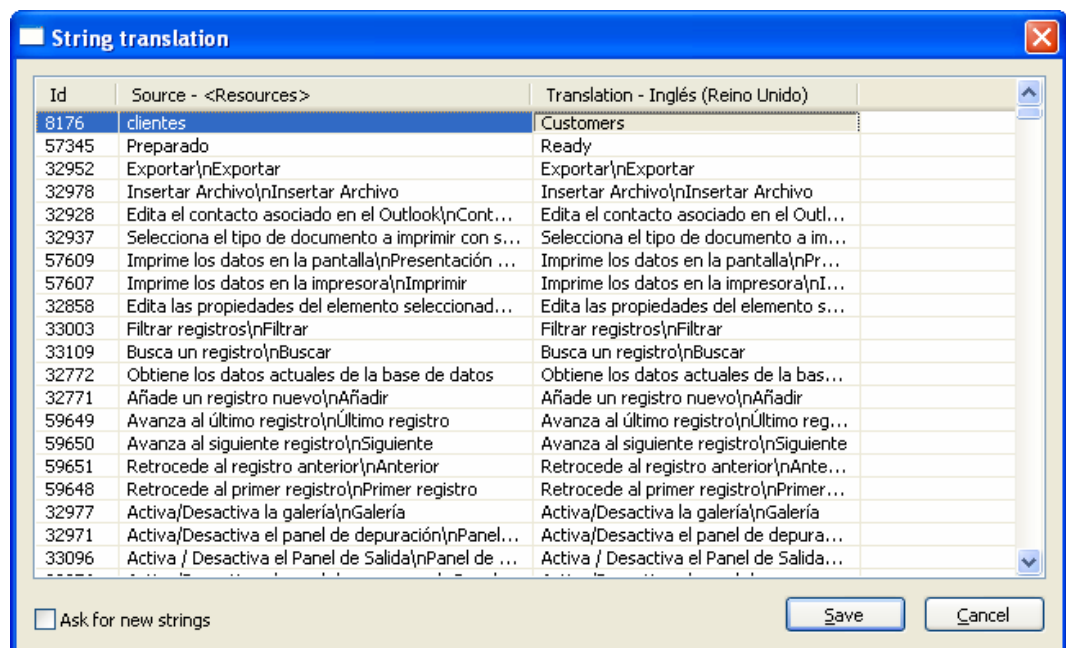 String translation
Id Source - <Resources> Translation - Inglés (Reino Unido)
8176 clientes Customers
57345 Preparado Ready
32952 Exportar\nExportar Exportar\nExportar
32978 Insertar Archivo\nInsertar Archivo Insertar Archivo\nInsertar Archivo
32928 Edita el contacto asociado en el Outlook\nCont... Edita el contacto asociado en el Outl...
32937 Selecciona el tipo de documento a imprimir con s... Selecciona el tipo de documento a im...
57609 Imprime los datos en la pantalla\nPresentación ... Imprime los datos en la pantalla\nPr...
57607 Imprime los datos en la impresora\nImprimir Imprime los datos en la impresora\nI...
32858 Edita las propiedades del elemento seleccionad... Edita las propiedades del elemento s...
33003 Filtrar registros\nFiltrar Filtrar registros\nFiltrar
33109 Busca un registro\nBuscar Busca un registro\nBuscar
32772 Obtiene los datos actuales de la base de datos Obtiene los datos actuales de la bas...
32771 Añade un registro nuevo\nAñadir Añade un registro nuevo\nAñadir
59649 Avanza al último registro\nÚltimo registro Avanza al último registro\nÚltimo reg...
59650 Avanza al siguiente registro\nSiguiente Avanza al siguiente registro\nSiguiente
59651 Retrocede al registro anterior\nAnterior Retrocede al registro anterior\nAnte...
59648 Retrocede al primer registro\nPrimer registro Retrocede al primer registro\nPrimer...
32977 Activa/Desactiva la galería\nGalería Activa/Desactiva la galería\nGalería
32971 Activa/Desactiva el panel de depuración\nPanel... Activa/Desactiva el panel de depura...
33096 Activa / Desactiva el Panel de Salida\nPanel de ... Activa / Desactiva el Panel de Salida...
Ask for new strings Save Cancel